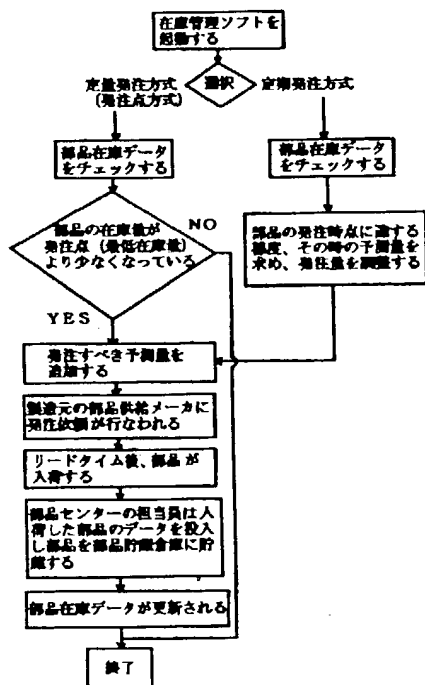 在庫管理ソフトを
起動する
選択
定量発注方式
(発注点方式)
定期発注方式
部品在庫データ
をチェックする
部品在庫データ
をチェックする
部品の在庫量が
発注点(最低在庫量)
より少なくなっている
NO
YES
部品の発注時点に達する
都度、その時の予測量を
求め、発注量を調整する
発注すべき予測量を
追加する
製造元の部品供給メーカに
発注依頼が行なわれる
リードタイム後、部品が
入荷する
部品センターの担当員は入
荷した部品のデータを投入
し部品を部品貯蔵倉庫に貯
蔵する
部品在庫データが更新される
終了